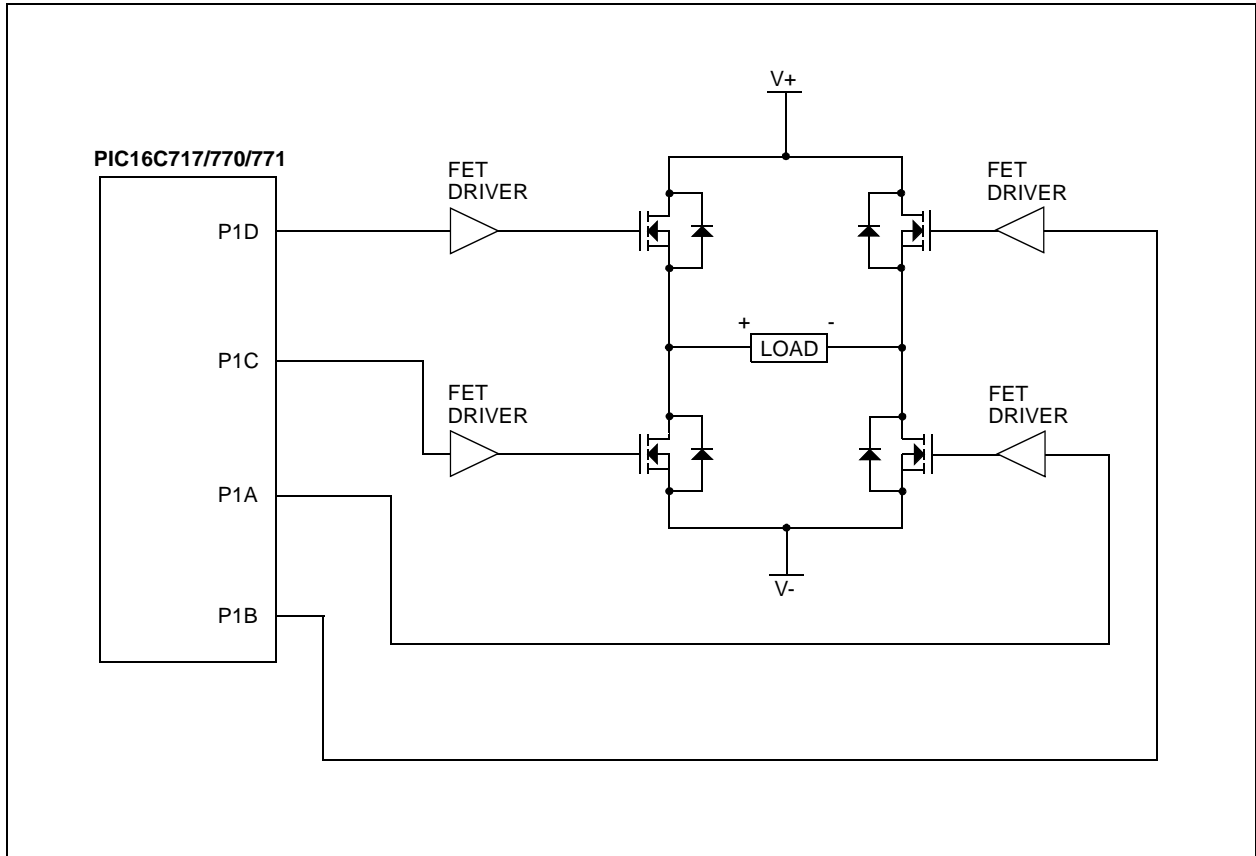 V+
PIC16C717/770/771
FET
DRIVER
FET
DRIVER
P1D
+
-
LOAD
P1C
FET
DRIVER
FET
DRIVER
P1A
V-
P1B